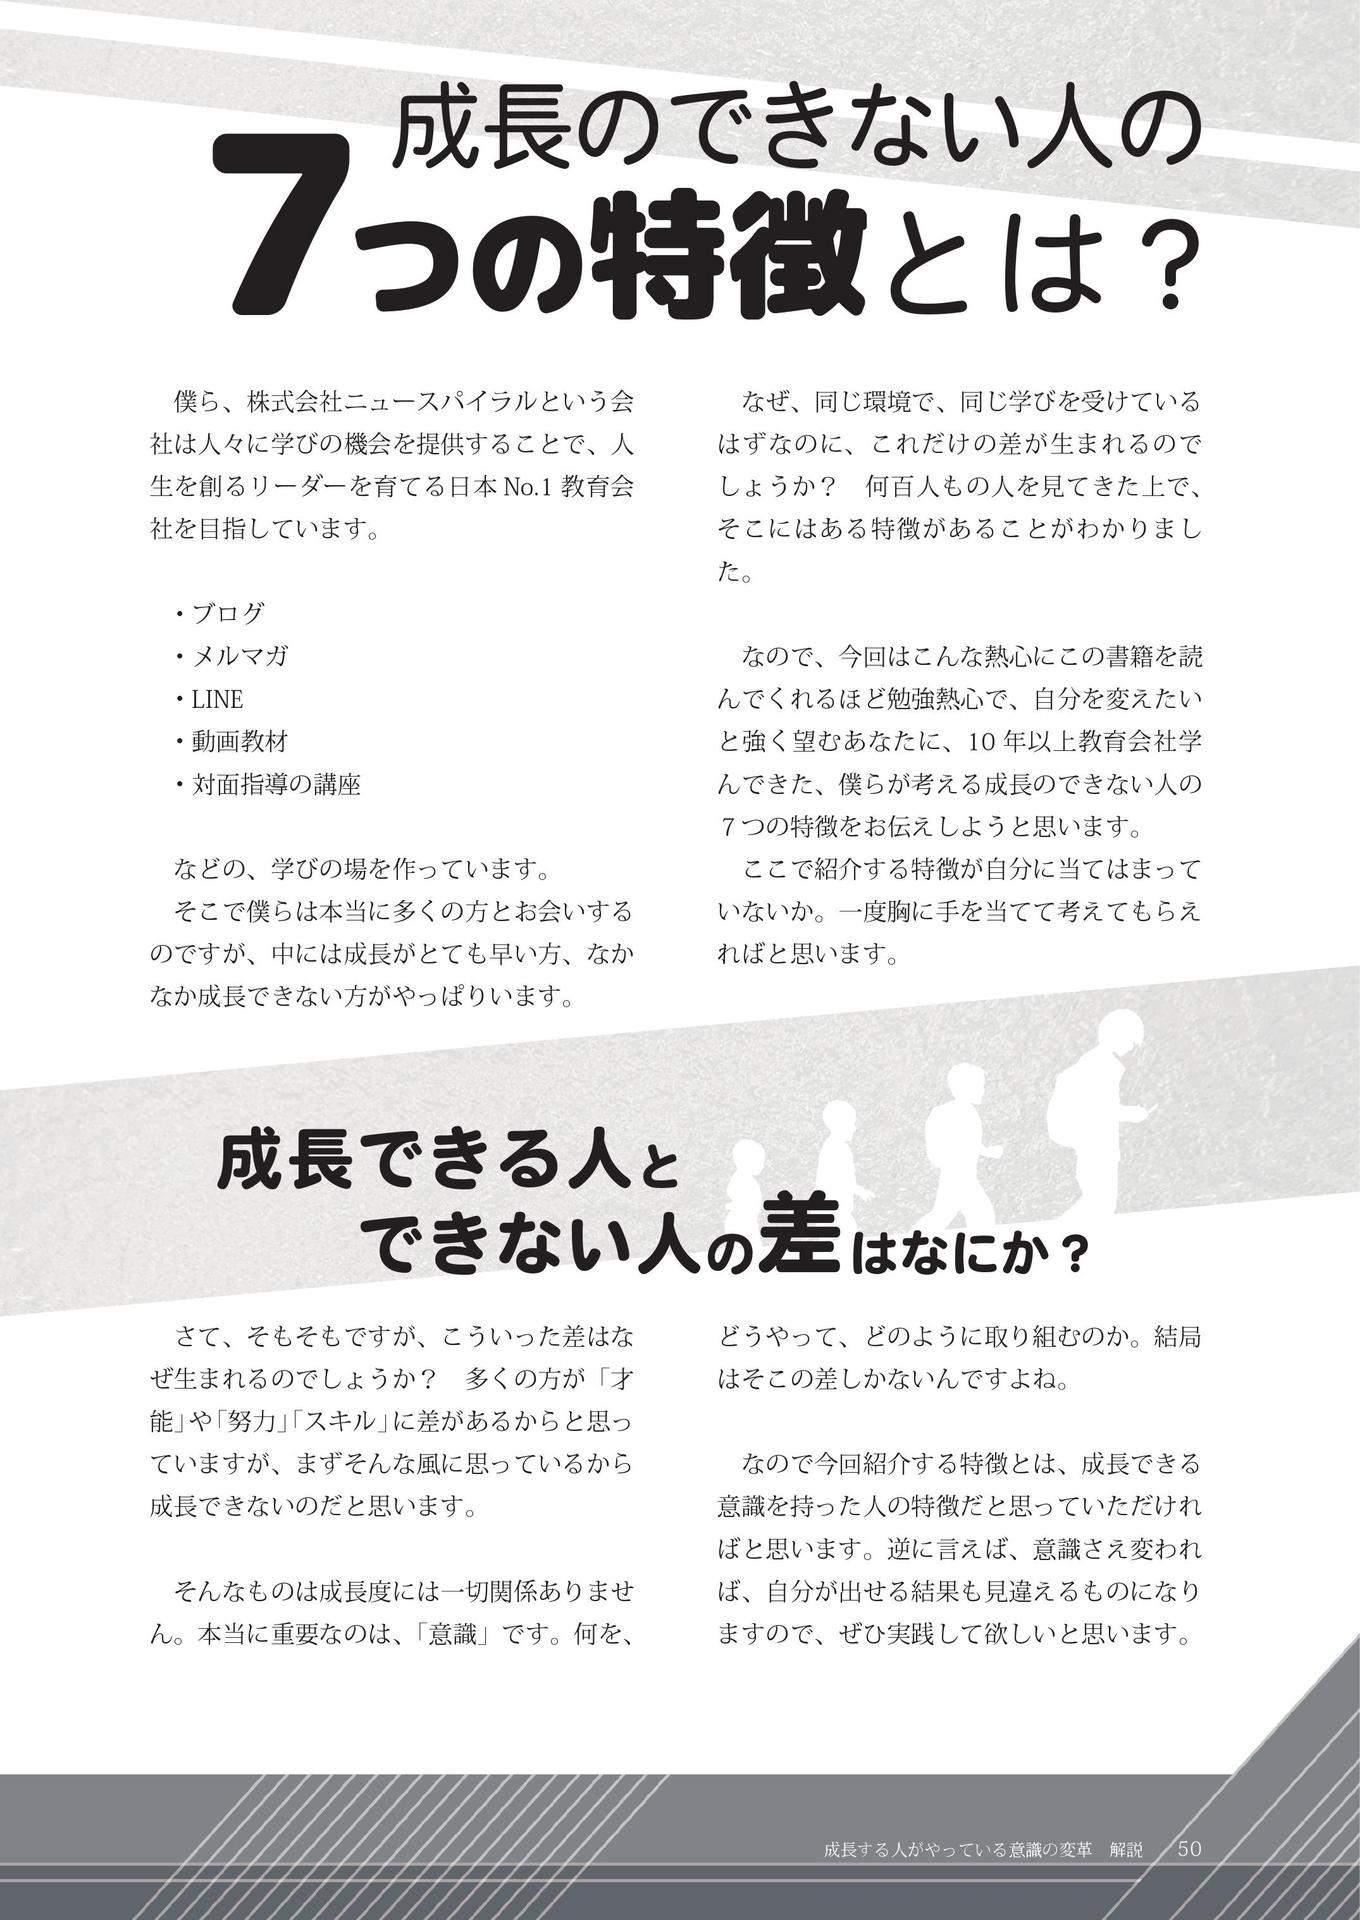 成長のできない人の
7つの特徴とは？
僕ら、株式会社ニュースパイラルという会
社は人々に学びの機会を提供することで、人
生を創るリーダーを育てる日本 No.1 教育会
社を目指しています。
・ブログ
・メルマガ
・LINE
・動画教材
・対面指導の講座
などの、学びの場を作っています。
そこで僕らは本当に多くの方とお会いする
のですが、中には成長がとても早い方、なか
なか成長できない方がやっぱりいます。
なぜ、同じ環境で、同じ学びを受けている
はずなのに、これだけの差が生まれるので
しょうか？　何百人もの人を見てきた上で、
そこにはある特徴があることがわかりまし
た。
なので、今回はこんな熱心にこの書籍を読
んでくれるほど勉強熱心で、自分を変えたい
と強く望むあなたに、10 年以上教育会社学
んできた、僕らが考える成長のできない人の
７つの特徴をお伝えしようと思います。
ここで紹介する特徴が自分に当てはまって
いないか。一度胸に手を当てて考えてもらえ
ればと思います。
成長できる人と
できない人の差はなにか？
さて、そもそもですが、こういった差はな
ぜ生まれるのでしょうか？　多くの方が「才
能」や「努力」「スキル」に差があるからと思っ
ていますが、まずそんな風に思っているから
成長できないのだと思います。
そんなものは成長度には一切関係ありませ
ん。本当に重要なのは、「意識」です。何を、
どうやって、どのように取り組むのか。結局
はそこの差しかないんですよね。
なので今回紹介する特徴とは、成長できる
意識を持った人の特徴だと思っていただけれ
ばと思います。逆に言えば、意識さえ変われ
ば、自分が出せる結果も見違えるものになり
ますので、ぜひ実践して欲しいと思います。
成長する人がやっている意識の変革　解説　50